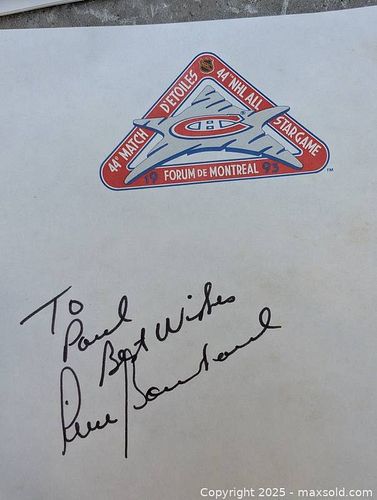 44e MATCH D'ETOILES 44TH NHL ALL STAR GAME
19 FORUM DE MONTREAL 93 ™
To
Paul
Best Wishes
Copyright © 2025 - maxsold.com